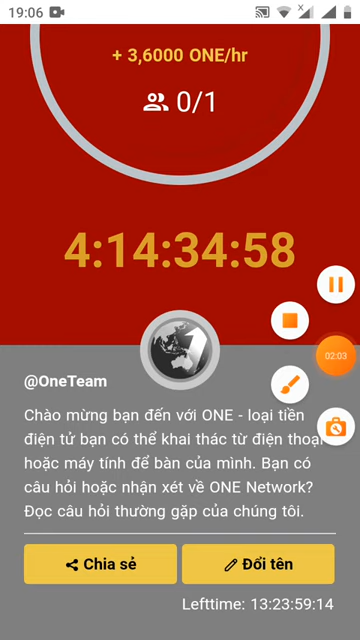 19:06
+ 3,6000 ONE/hr
0/1
4:14:34:58
02:03
@OneTeam
Chào mừng bạn đến với ONE - loại tiền
điện tử bạn có thể khai thác từ điện thoại
hoặc máy tính để bàn của mình. Bạn có
câu hỏi hoặc nhận xét về ONE Network?
Đọc câu hỏi thường gặp của chúng tôi.
Chia sẻ
Đổi tên
Lefttime: 13:23:59:14